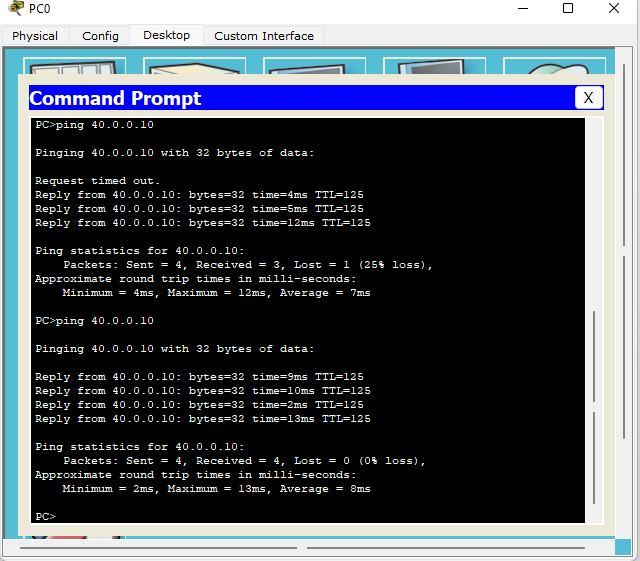 PC0
Physical Config Desktop Custom Interface
Command Prompt X
PC>ping 40.0.0.10
Pinging 40.0.0.10 with 32 bytes of data:
Request timed out.
Reply from 40.0.0.10: bytes=32 time=4ms TTL=125
Reply from 40.0.0.10: bytes=32 time=5ms TTL=125
Reply from 40.0.0.10: bytes=32 time=12ms TTL=125
Ping statistics for 40.0.0.10:
Packets: Sent = 4, Received = 3, Lost = 1 (25% loss),
Approximate round trip times in milli-seconds:
Minimum = 4ms, Maximum = 12ms, Average = 7ms
PC>ping 40.0.0.10
Pinging 40.0.0.10 with 32 bytes of data:
Reply from 40.0.0.10: bytes=32 time=9ms TTL=125
Reply from 40.0.0.10: bytes=32 time=10ms TTL=125
Reply from 40.0.0.10: bytes=32 time=2ms TTL=125
Reply from 40.0.0.10: bytes=32 time=13ms TTL=125
Ping statistics for 40.0.0.10:
Packets: Sent = 4, Received = 4, Lost = 0 (0% loss),
Approximate round trip times in milli-seconds:
Minimum = 2ms, Maximum = 13ms, Average = 8ms
PC>